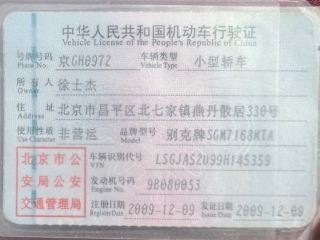 中华人民共和国机动车行驶证
Vehicle License of the People's Republic of China
号牌号码 京GH0972 车辆类型 小型轿车
Plate No. Vehicle Type
所有人 徐士杰
Owner
住址 北京市昌平区北七家镇燕丹散居330号
Address
使用性质 非营运 品牌型号 别克牌SGM7168MTA
Use Character Model
北京市公安局公安交通管理局
车辆识别代号 LSGJA52U99H145359
VIN
发动机号码 98080053
Engine No.
注册日期 2009-12-09 发证日期 2009-12-09
Register Date Issue Date